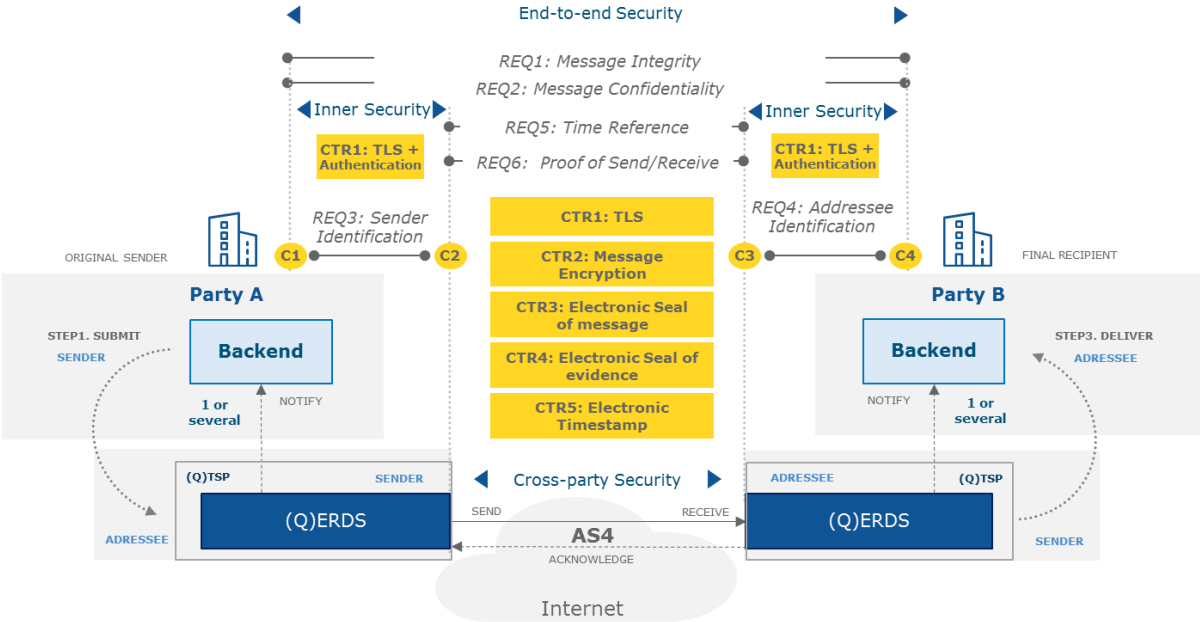 End-to-end Security
REQ1: Message Integrity
REQ2: Message Confidentiality
Inner Security
Inner Security
REQ5: Time Reference
CTR1: TLS +
Authentication
CTR1: TLS +
Authentication
REQ6: Proof of Send/Receive
REQ3: Sender
Identification
CTR1: TLS
REQ4: Addressee
Identification
ORIGINAL SENDER
C1
C2
CTR2: Message
Encryption
C3
C4
FINAL RECIPIENT
Party A
Party B
CTR3: Electronic Seal
of message
STEP1. SUBMIT
SENDER
Backend
CTR4: Electronic Seal of
evidence
Backend
STEP3. DELIVER
ADRESSEE
1 or
several
NOTIFY
CTR5: Electronic
Timestamp
NOTIFY
1 or
several
(Q)TSP
SENDER
Cross-party Security
ADRESSEE
(Q)TSP
(Q)ERDS
SEND
RECEIVE
(Q)ERDS
AS4
ADRESSEE
ACKNOWLEDGE
SENDER
Internet